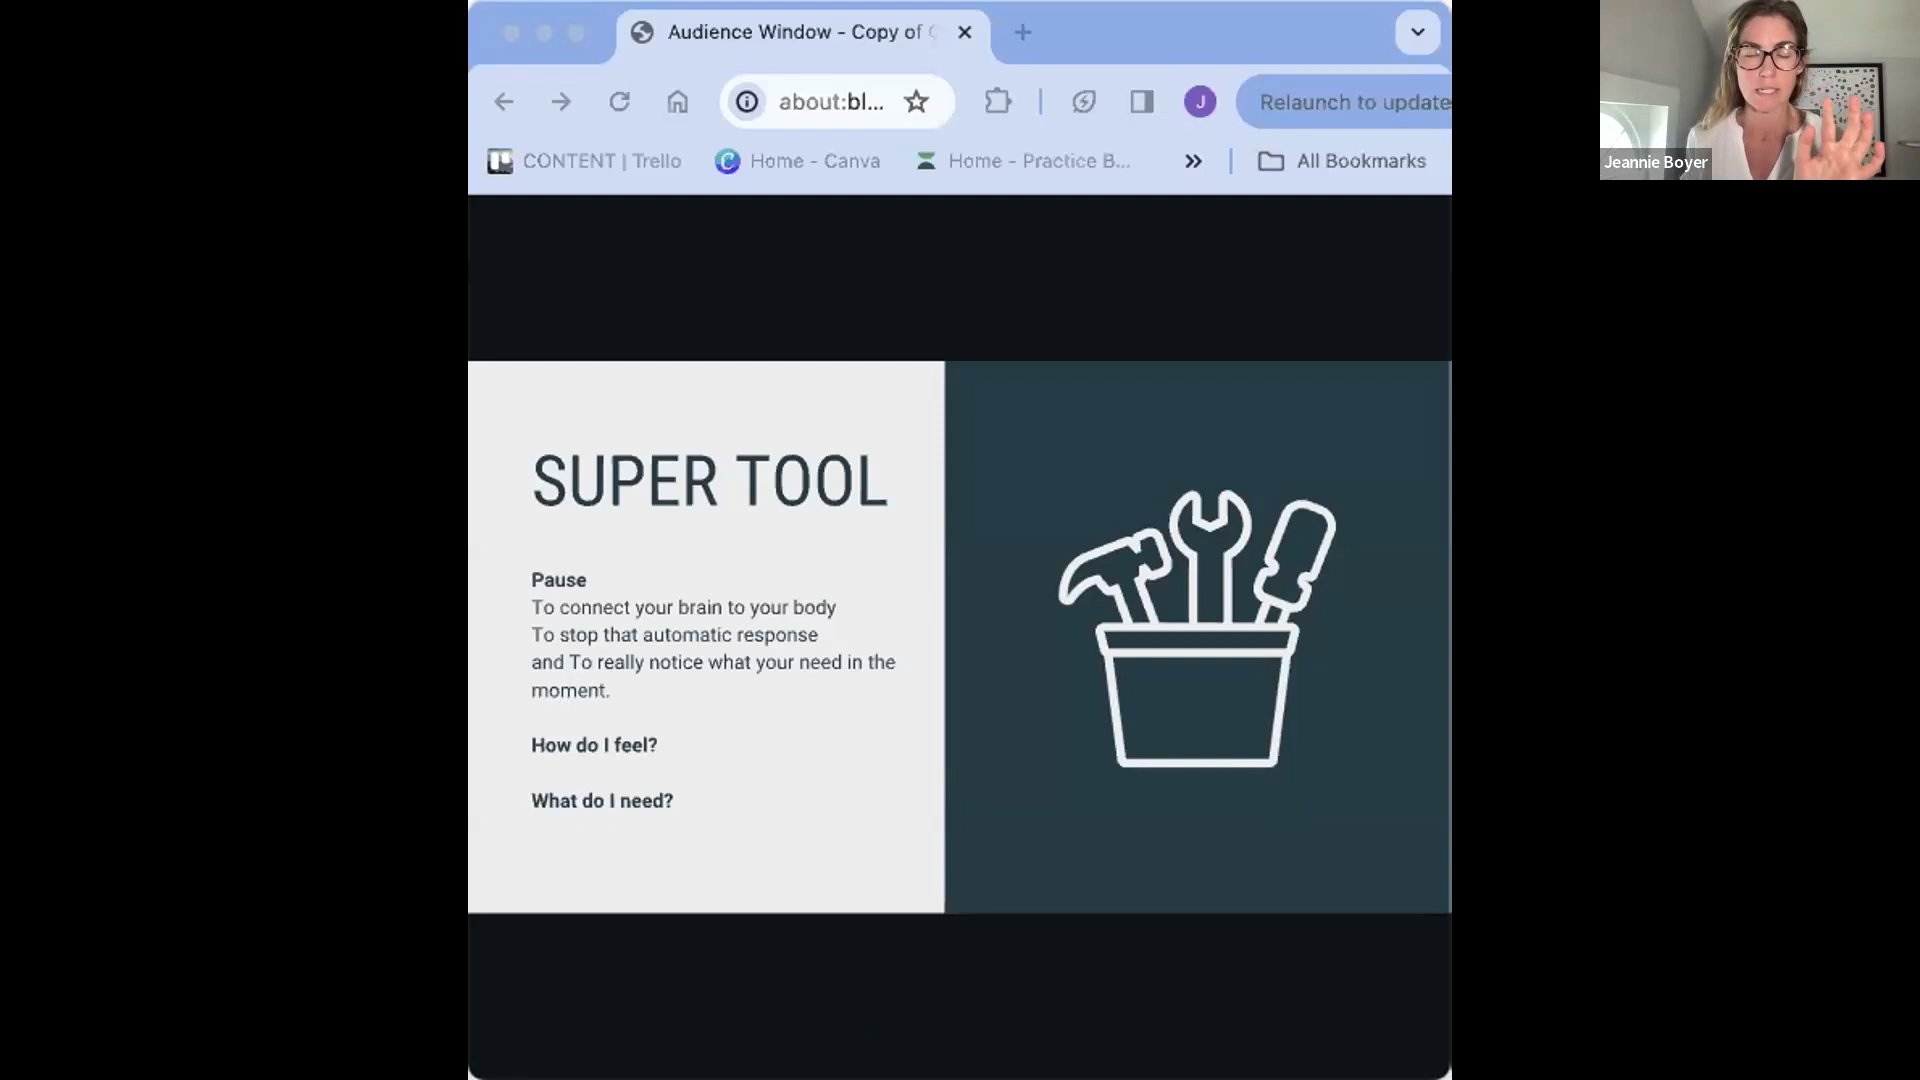 Audience Window - Copy of
about:bl...
J
Relaunch to update
CONTENT | Trello
Home - Canva
Home - Practice B...
All Bookmarks
Jeannie Boyer
SUPER TOOL
Pause
To connect your brain to your body
To stop that automatic response
and To really notice what your need in the
moment.
How do I feel?
What do I need?